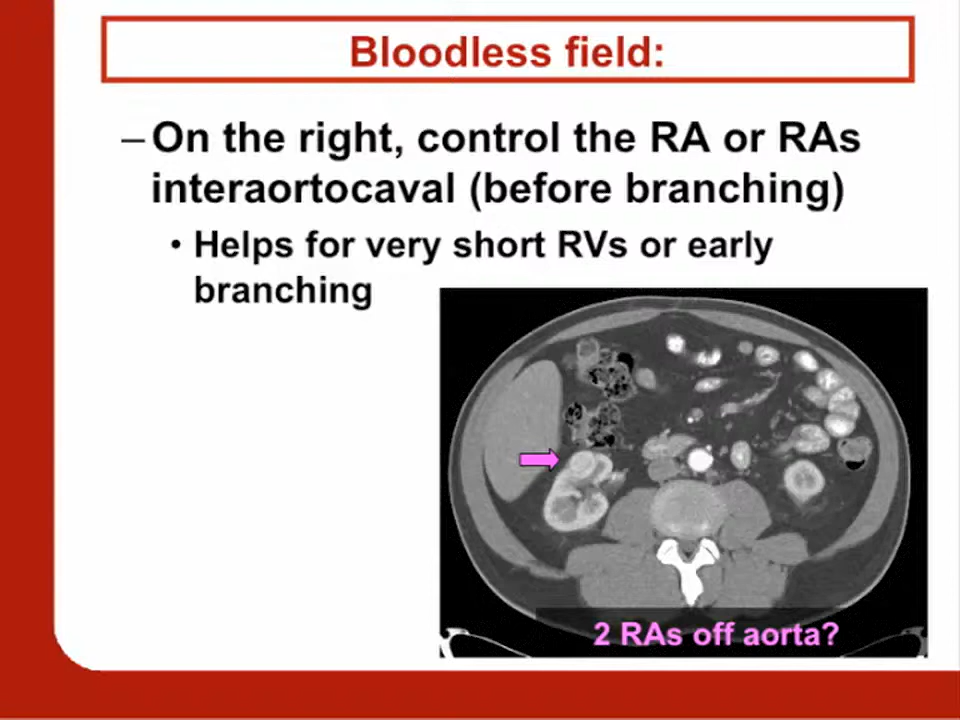 Bloodless field:
– On the right, control the RA or RAs
interaortocaval (before branching)
• Helps for very short RVs or early
branching
2 RAs off aorta?